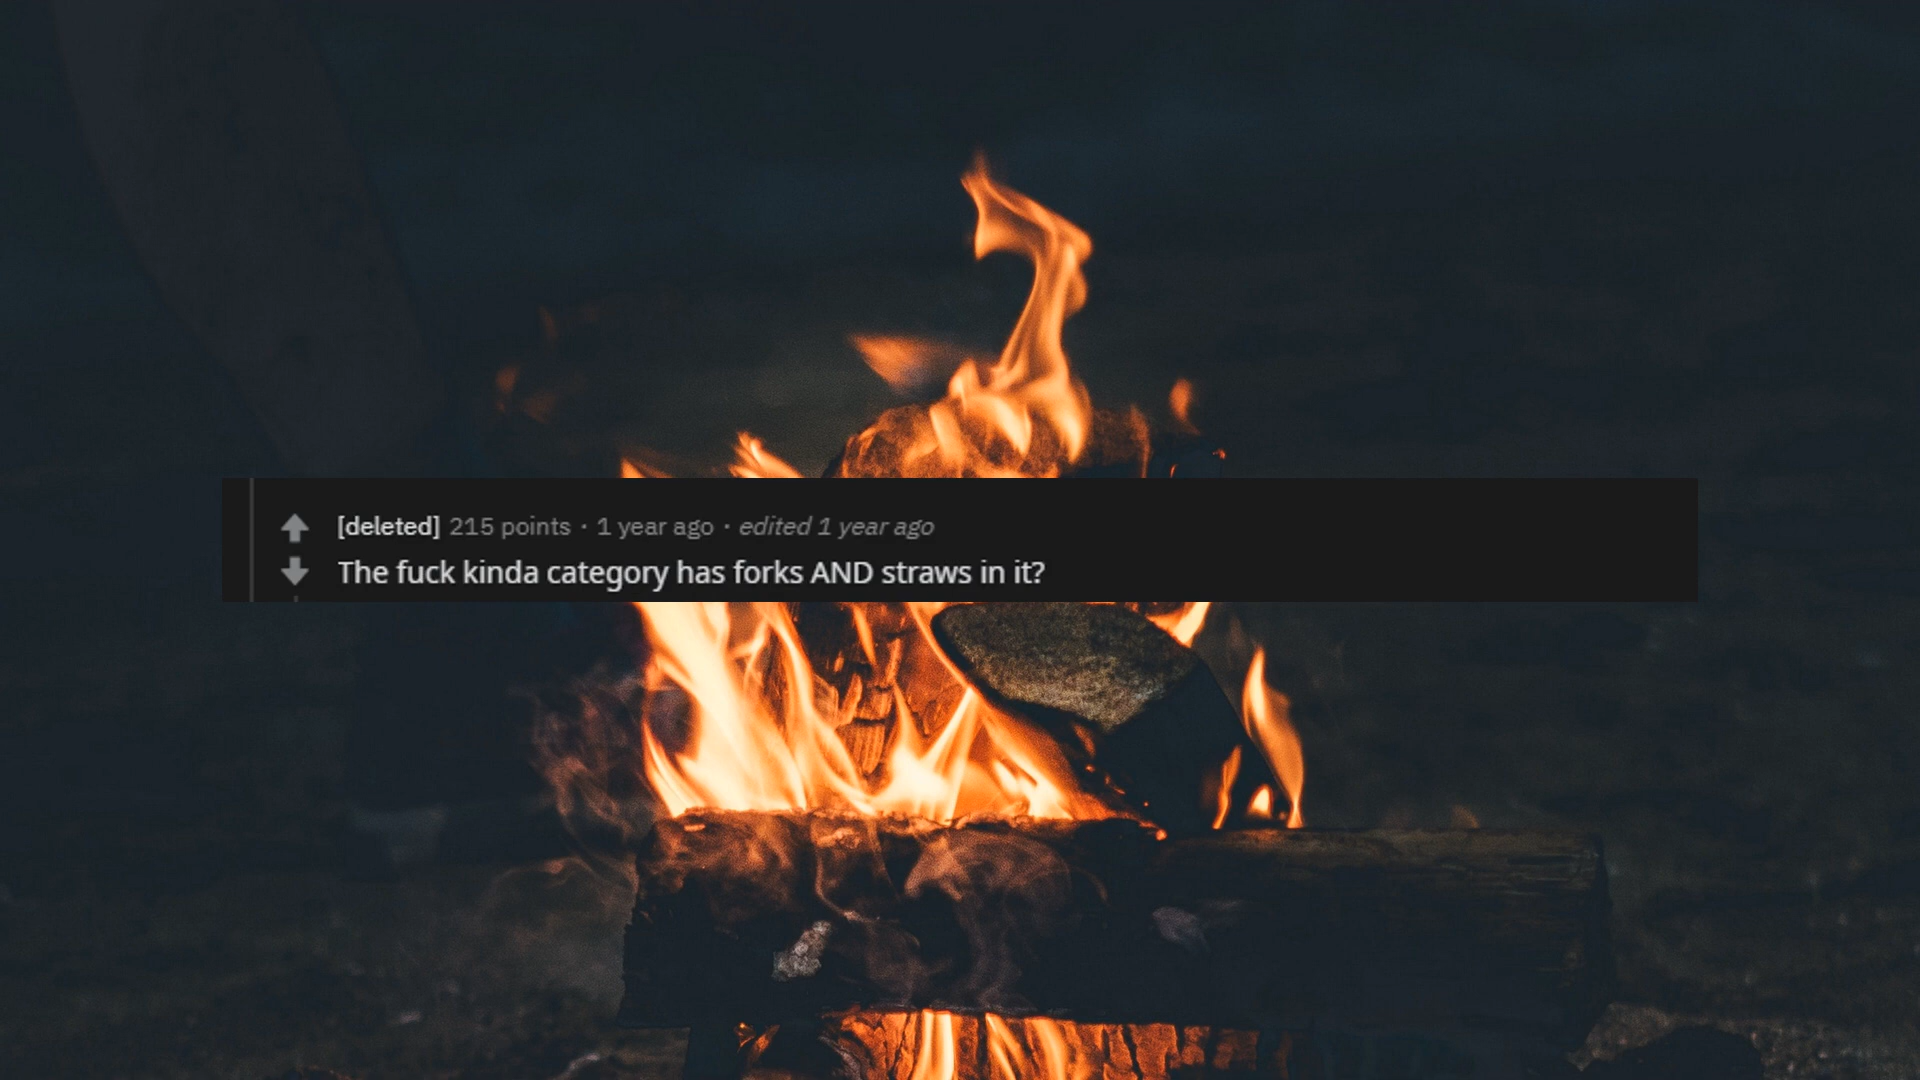 [deleted] 215 points · 1 year ago · edited 1 year ago
The fuck kinda category has forks AND straws in it?